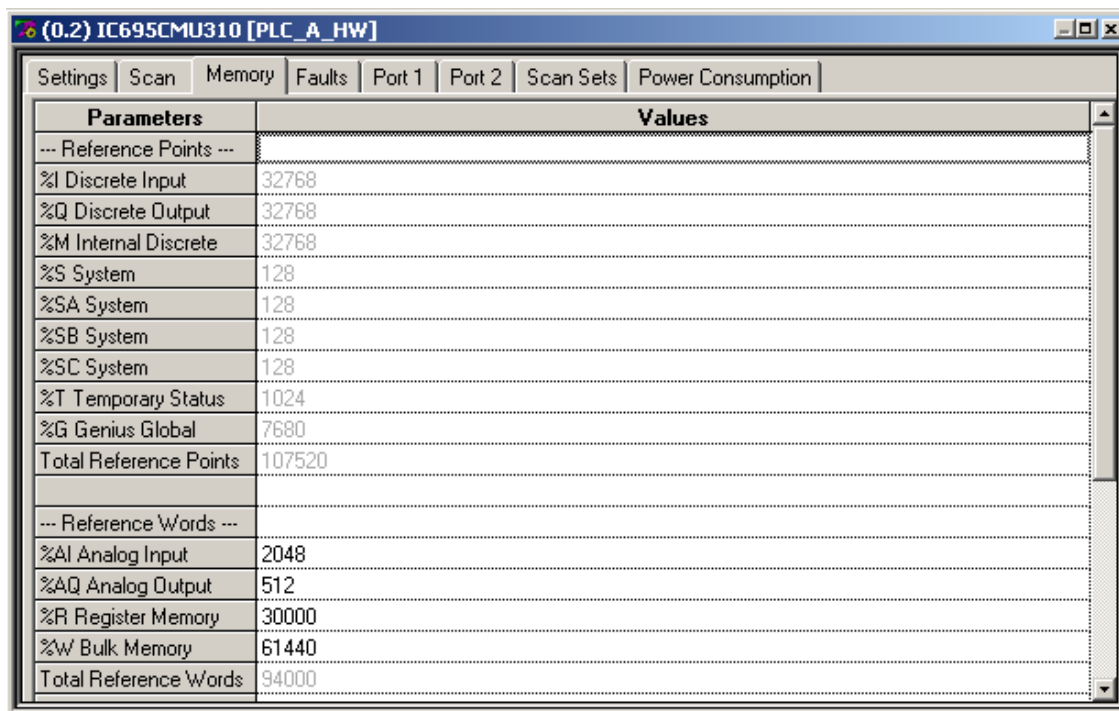 (0.2) IC695CMU310 [PLC_A_HW]
Settings Scan Memory Faults Port 1 Port 2 Scan Sets Power Consumption
Parameters Values
--- Reference Points ---
%I Discrete Input 32768
%Q Discrete Output 32768
%M Internal Discrete 32768
%S System 128
%SA System 128
%SB System 128
%SC System 128
%T Temporary Status 1024
%G Genius Global 7680
Total Reference Points 107520
--- Reference Words ---
%AI Analog Input 2048
%AQ Analog Output 512
%R Register Memory 30000
%W Bulk Memory 61440
Total Reference Words 94000